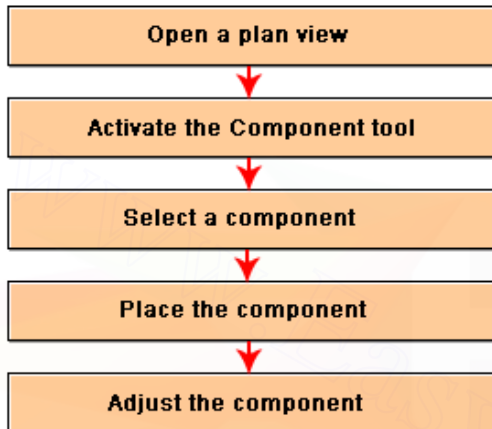 Open a plan view
Activate the Component tool
Select a component
Place the component
Adjust the component